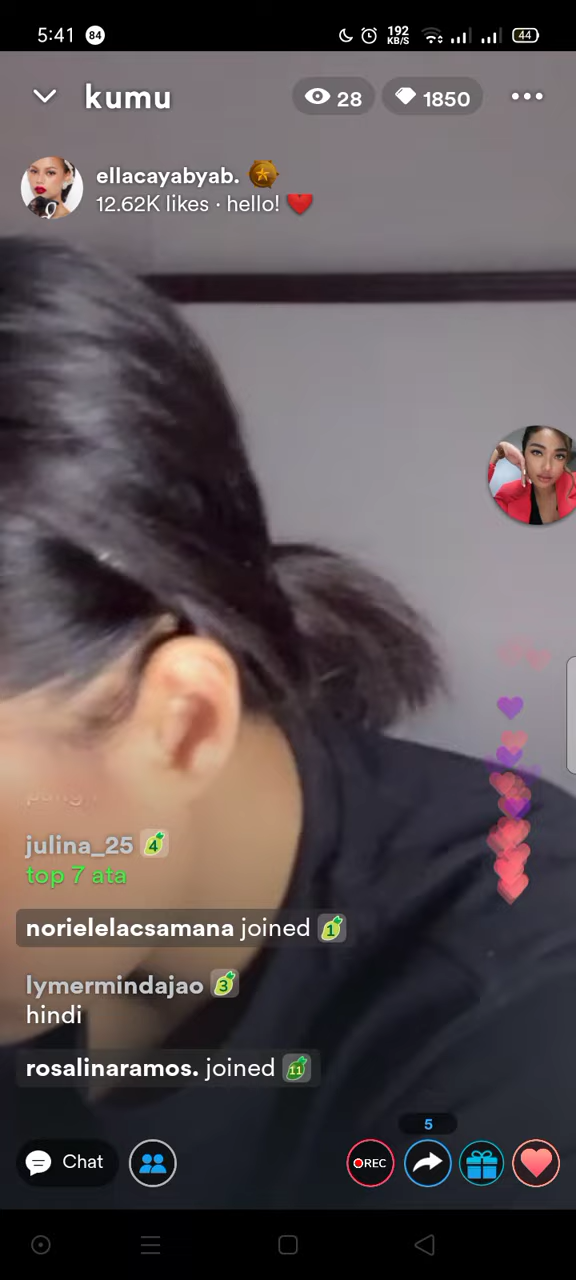 5:41 84 192 KB/S 44
kumu 28 1850
ellacayabyab.
12.62K likes · hello!
julina_25 4
top 7 ata
norielelacsamana joined 1
lymermindajao 3
hindi
rosalinaramos. joined 11
5
Chat REC